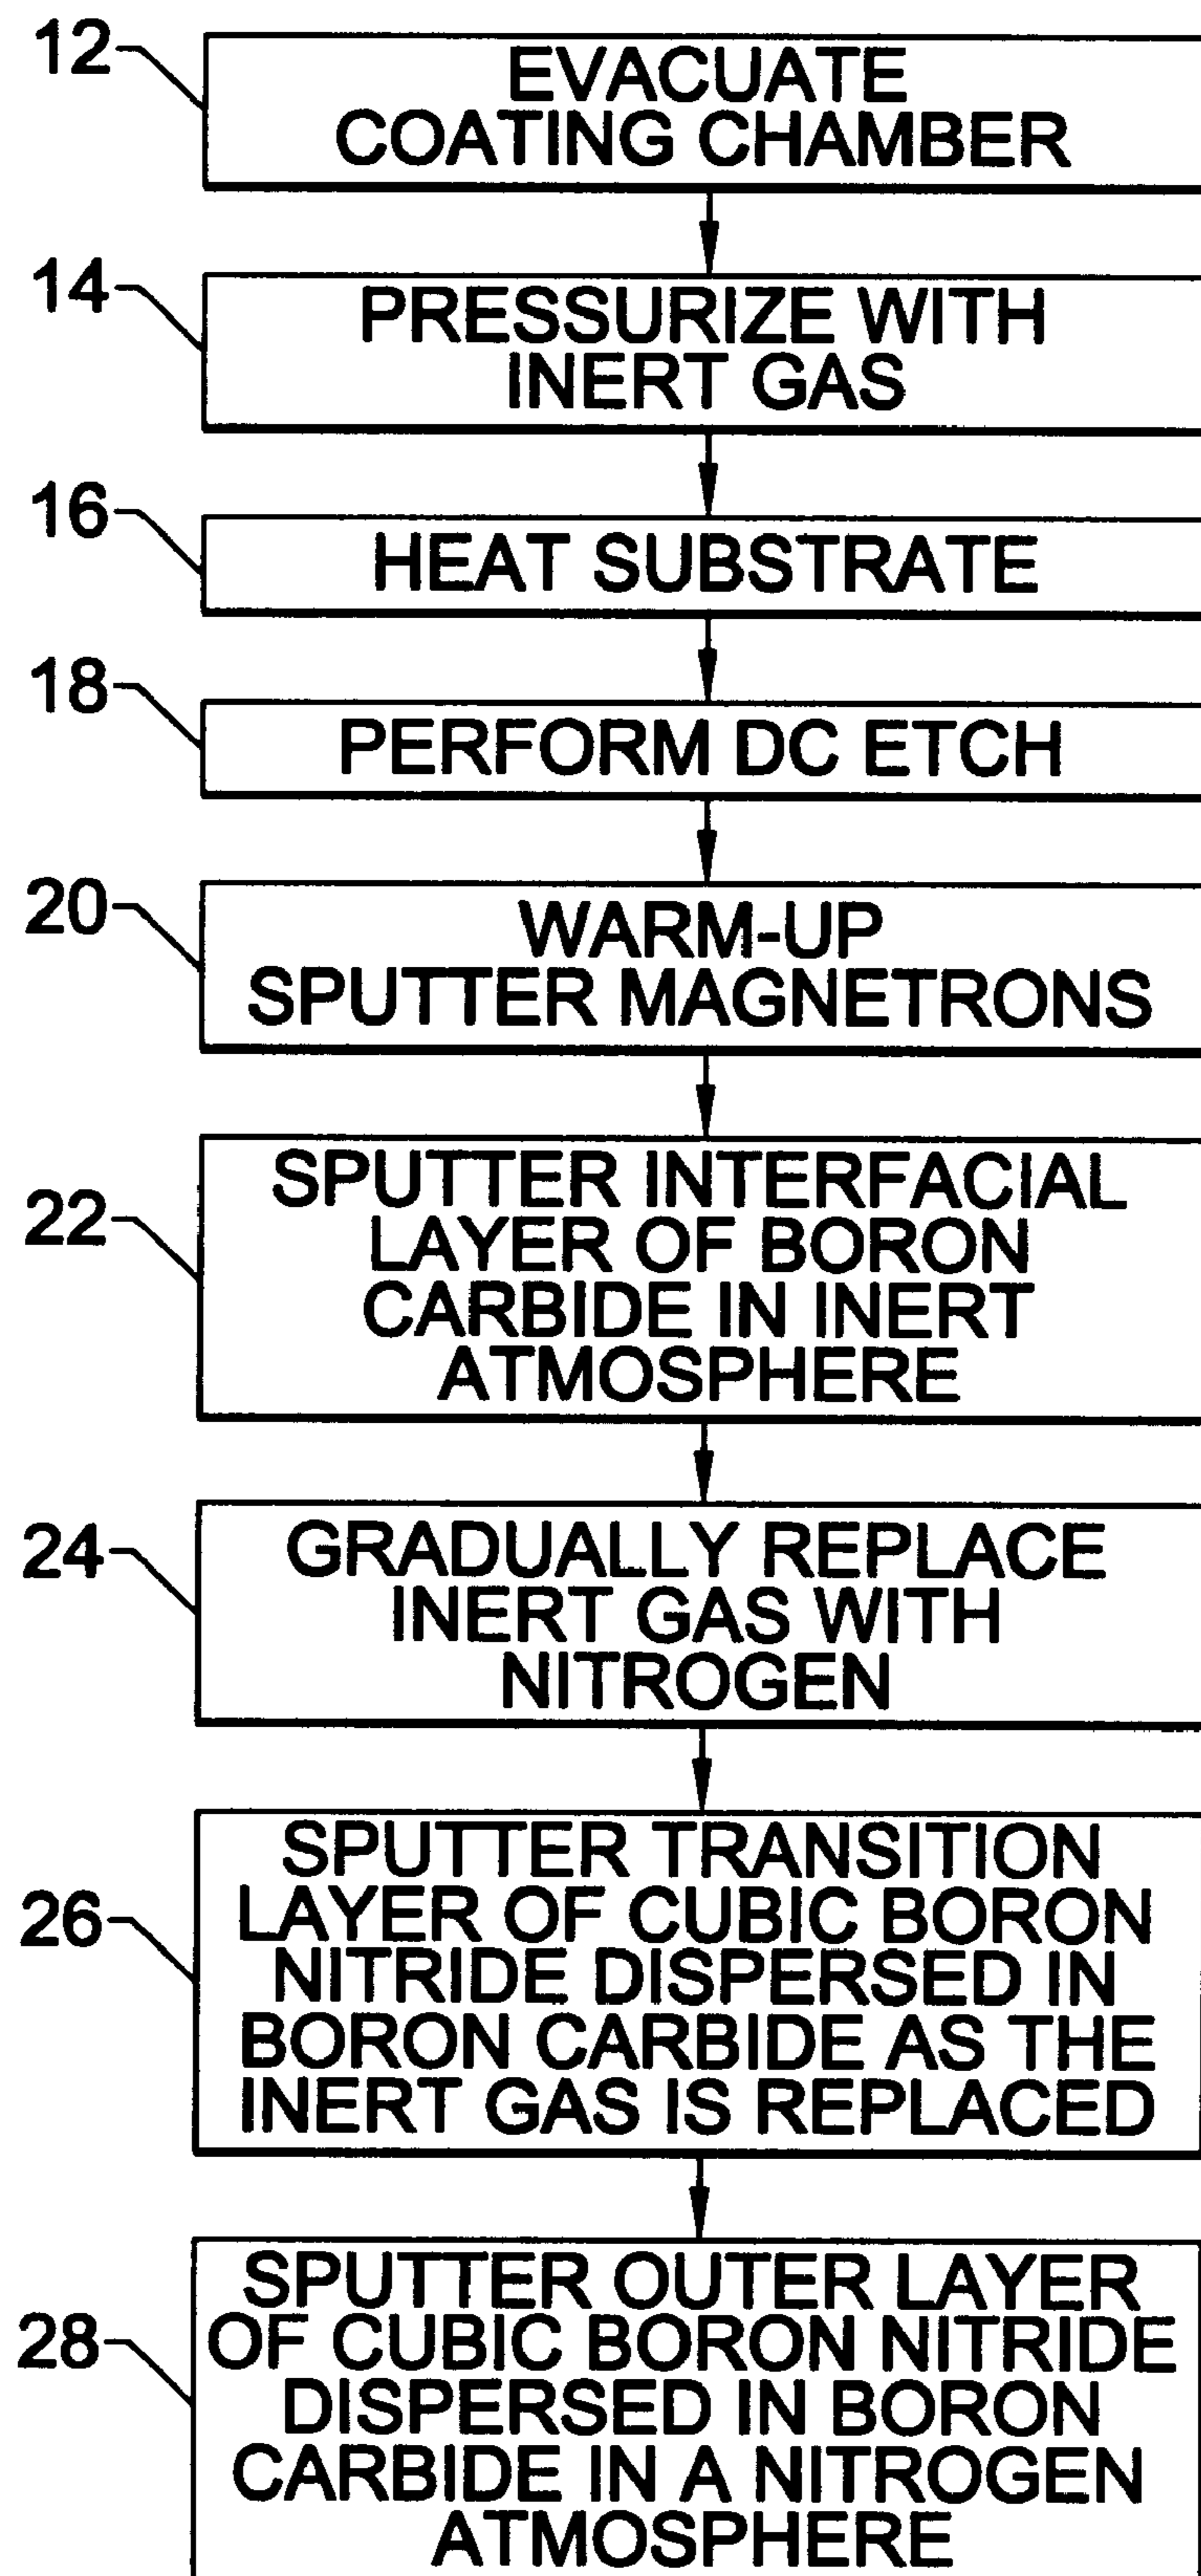 12
EVACUATE
COATING CHAMBER
14
PRESSURIZE WITH
INERT GAS
16
HEAT SUBSTRATE
18
PERFORM DC ETCH
20
WARM-UP
SPUTTER MAGNETRONS
22
SPUTTER INTERFACIAL
LAYER OF BORON
CARBIDE IN INERT
ATMOSPHERE
24
GRADUALLY REPLACE
INERT GAS WITH
NITROGEN
26
SPUTTER TRANSITION
LAYER OF CUBIC BORON
NITRIDE DISPERSED IN
BORON CARBIDE AS THE
INERT GAS IS REPLACED
28
SPUTTER OUTER LAYER
OF CUBIC BORON NITRIDE
DISPERSED IN BORON
CARBIDE IN A NITROGEN
ATMOSPHERE